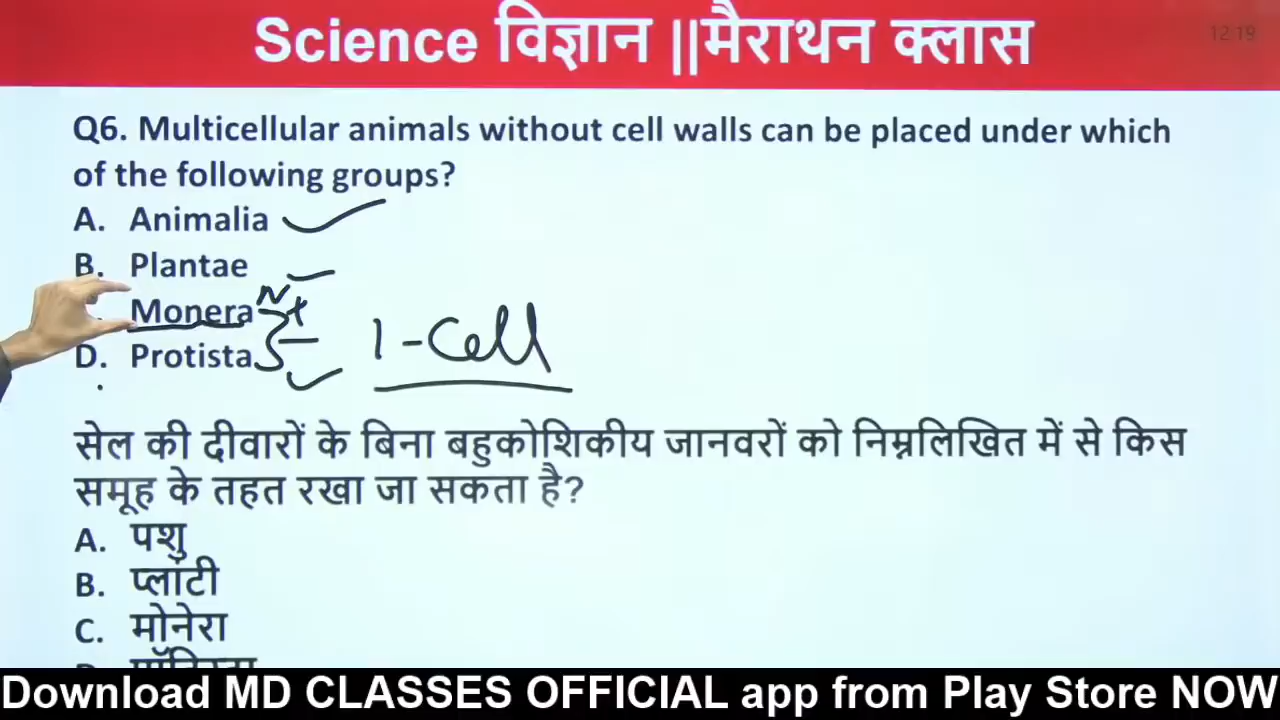 Science विज्ञान ||मैराथन क्लास
12:19
Q6. Multicellular animals without cell walls can be placed under which
of the following groups?
A. Animalia
B. Plantae
Monera
D. Protista
1-Cell
सेल की दीवारों के बिना बहुकोशिकीय जानवरों को निम्नलिखित में से किस
समूह के तहत रखा जा सकता है?
A. पशु
B. प्लांटी
C. मोनेरा
Download MD CLASSES OFFICIAL app from Play Store NOW